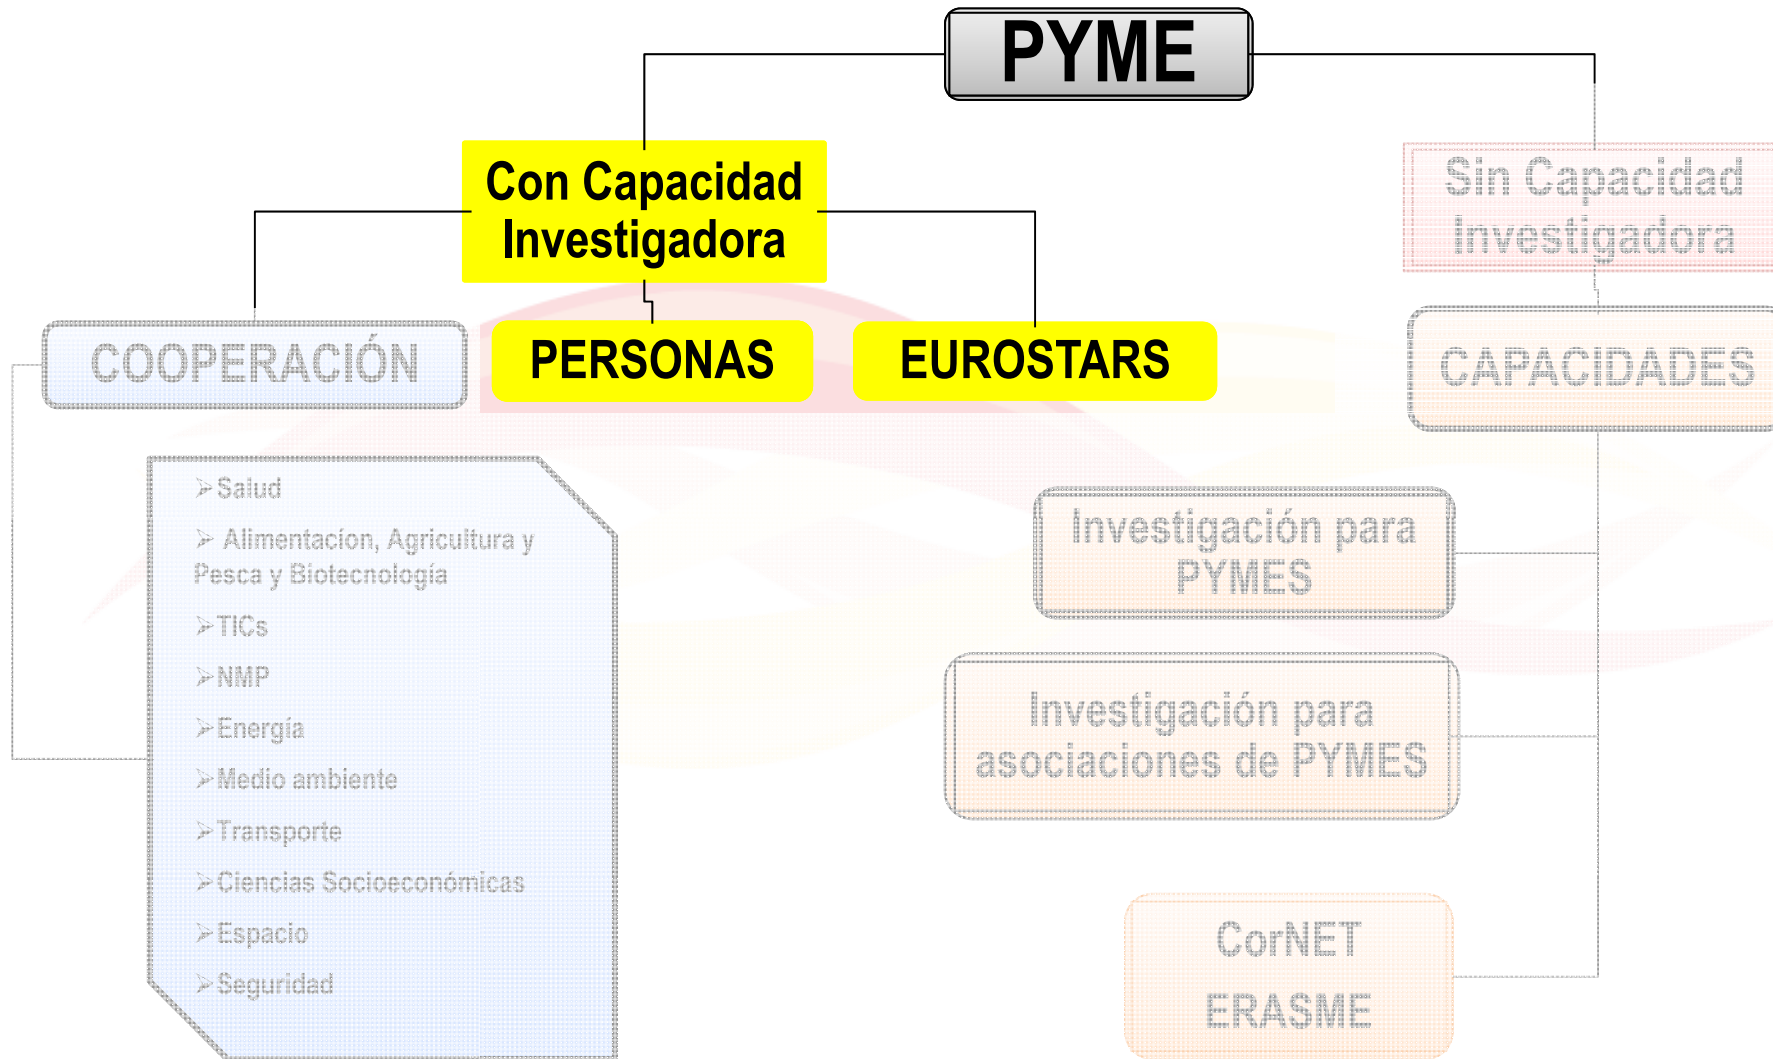 PYME
Con Capacidad
Investigadora
Sin Capacidad
Investigadora
COOPERACIÓN
PERSONAS
EUROSTARS
CAPACIDADES
➢Salud
➢ Alimentacíon, Agricultura y
Pesca y Biotecnología
➢TICs
➢NMP
➢Energía
➢Medio ambiente
➢Transporte
➢Ciencias Socioeconómicas
➢Espacio
➢Seguridad
Investigación para
PYMES
Investigación para
asociaciones de PYMES
CorNET
ERASME